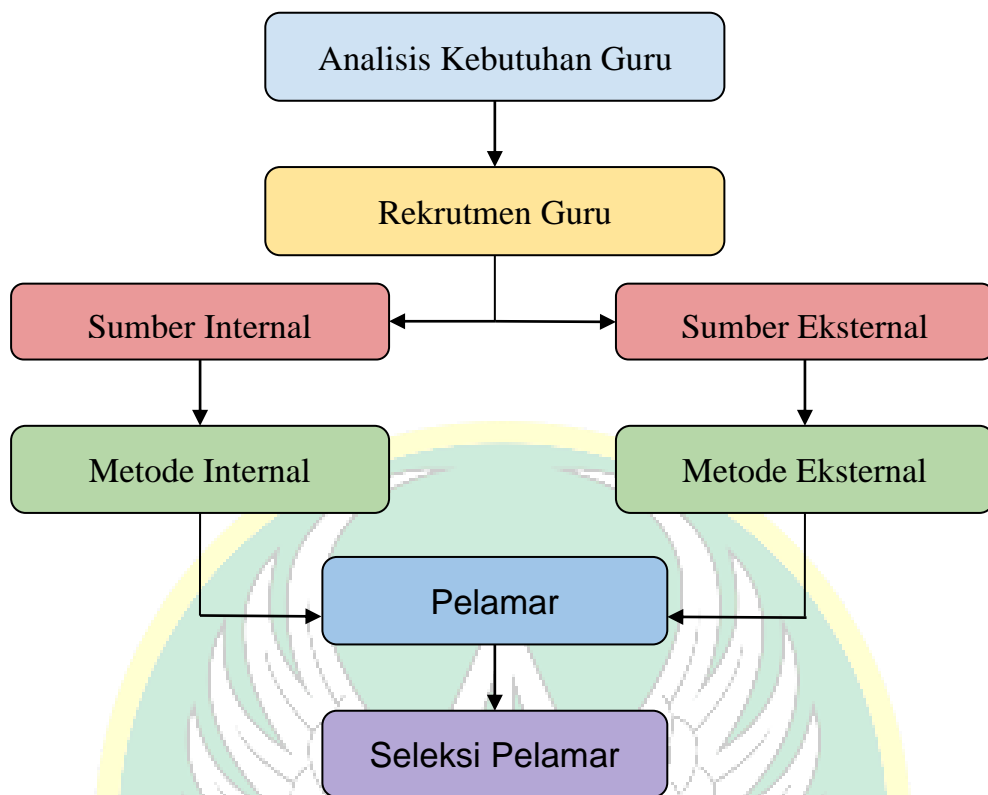 Analisis Kebutuhan Guru
Rekrutmen Guru
Sumber Internal
Sumber Eksternal
Metode Internal
Metode Eksternal
Pelamar
Seleksi Pelamar